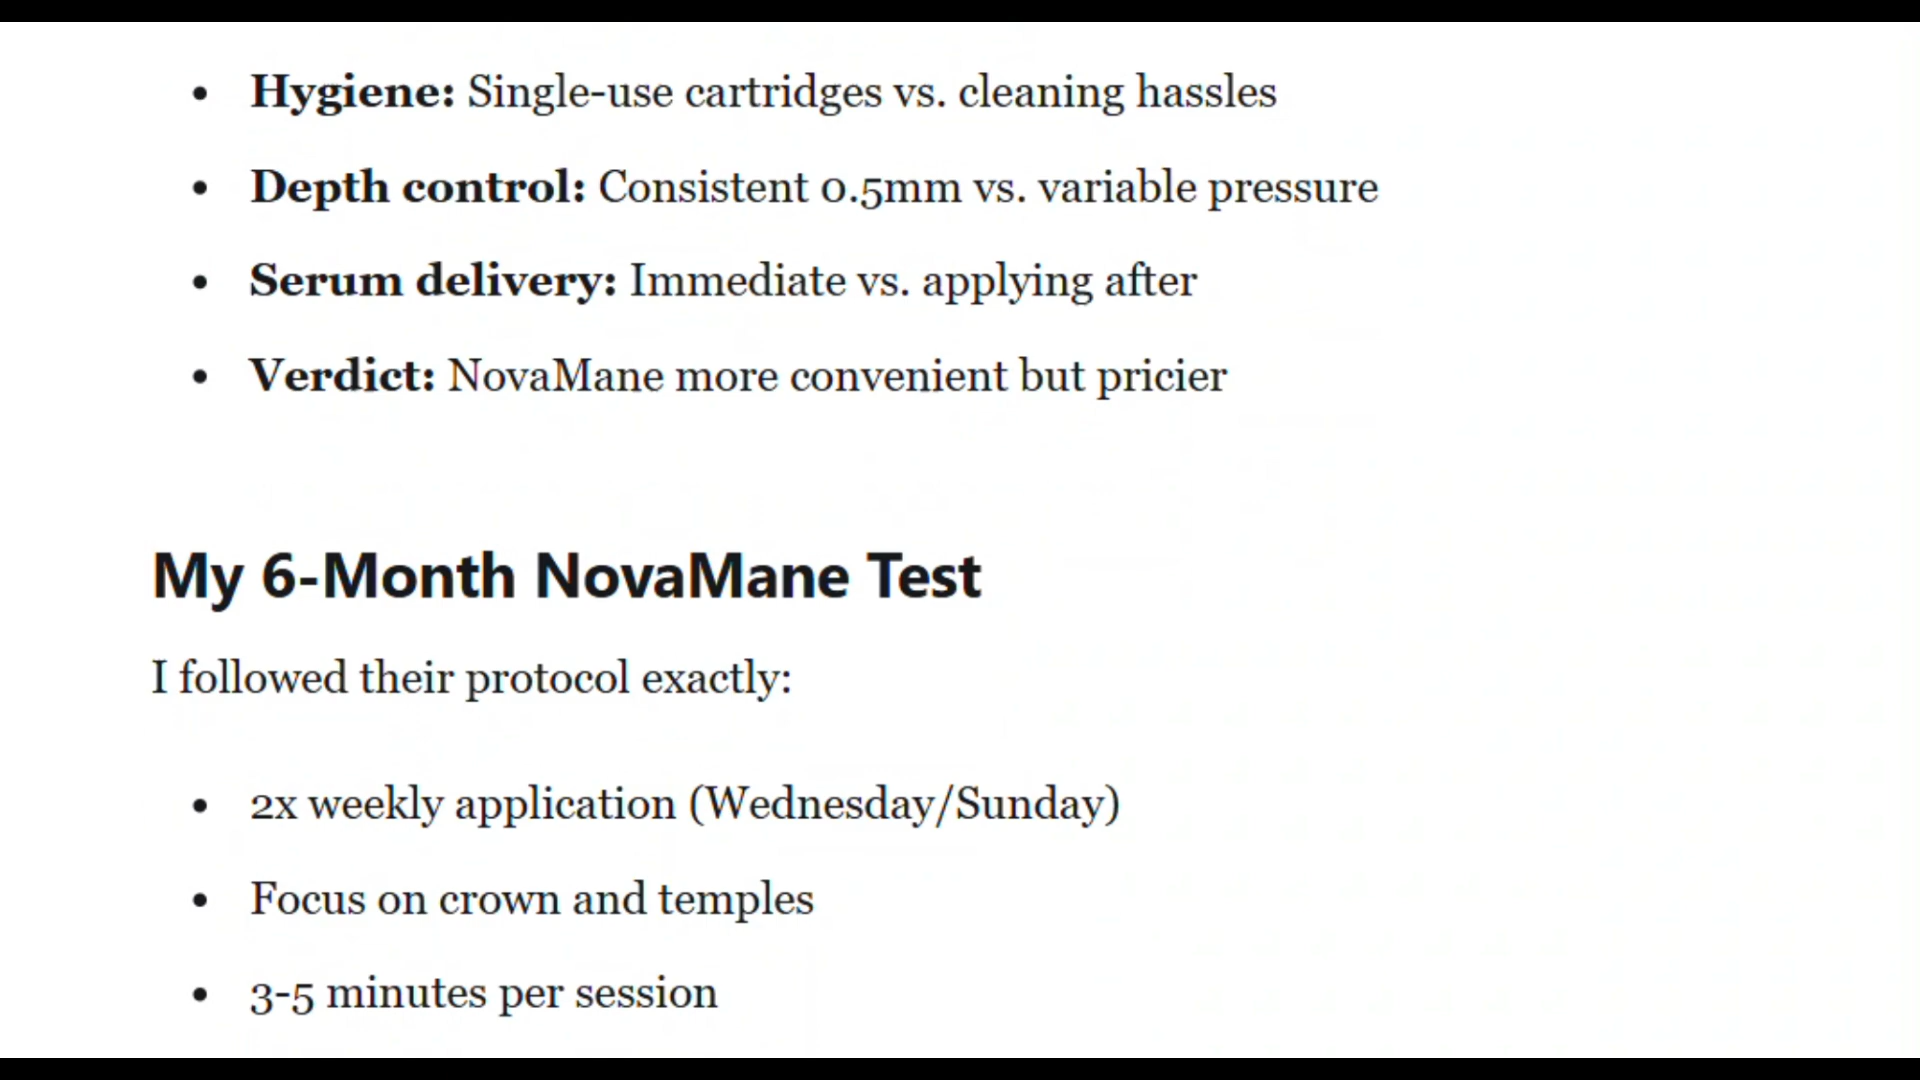 Hygiene: Single-use cartridges vs. cleaning hassles
Depth control: Consistent 0.5mm vs. variable pressure
Serum delivery: Immediate vs. applying after
Verdict: NovaMane more convenient but pricier
My 6-Month NovaMane Test
I followed their protocol exactly:
2x weekly application (Wednesday/Sunday)
Focus on crown and temples
3-5 minutes per session